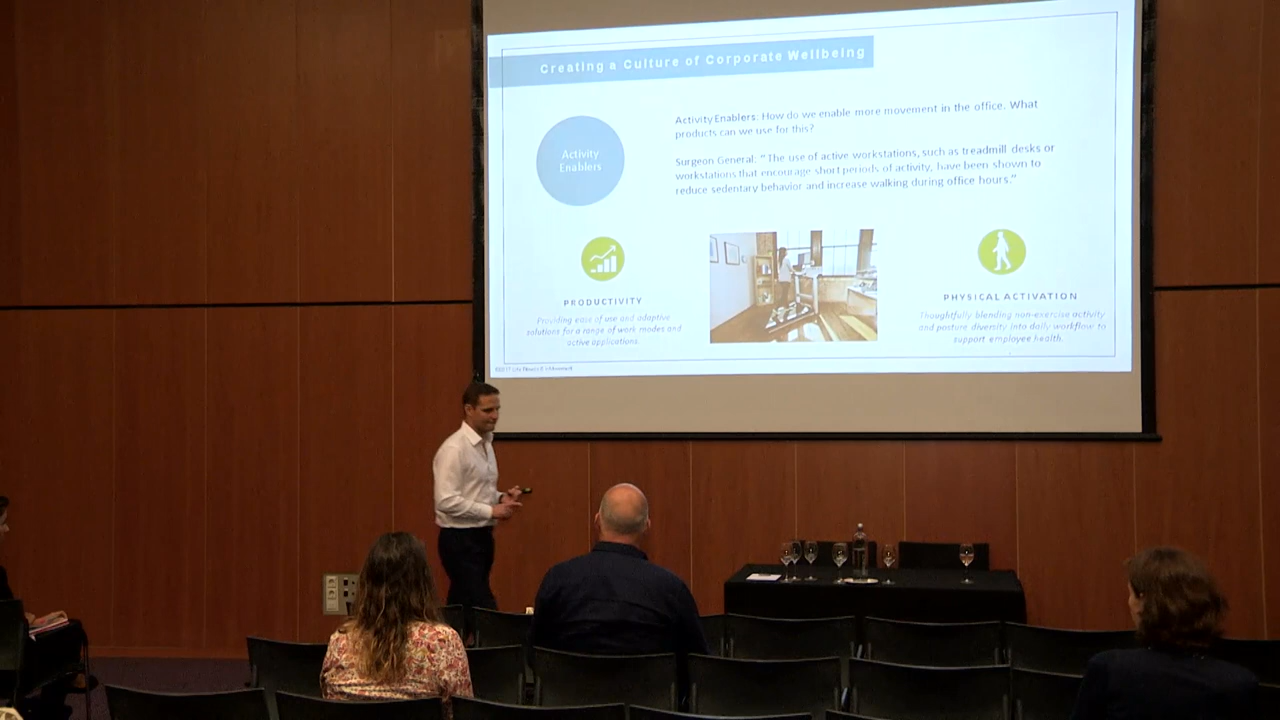 Creating a Culture of Corporate Wellbeing
Activity
Enablers
Activity Enablers: How do we enable more movement in the office. What
products can we use for this?
Surgeon General: “The use of active workstations, such as treadmill desks or
workstations that encourage short periods of activity, have been shown to
reduce sedentary behavior and increase walking during office hours.”
PRODUCTIVITY
Providing ease of use and adaptive
solutions for a range of work modes and
active applications.
PHYSICAL ACTIVATION
Thoughtfully blending non-exercise activity
and posture diversity into daily workflow to
support employee health.